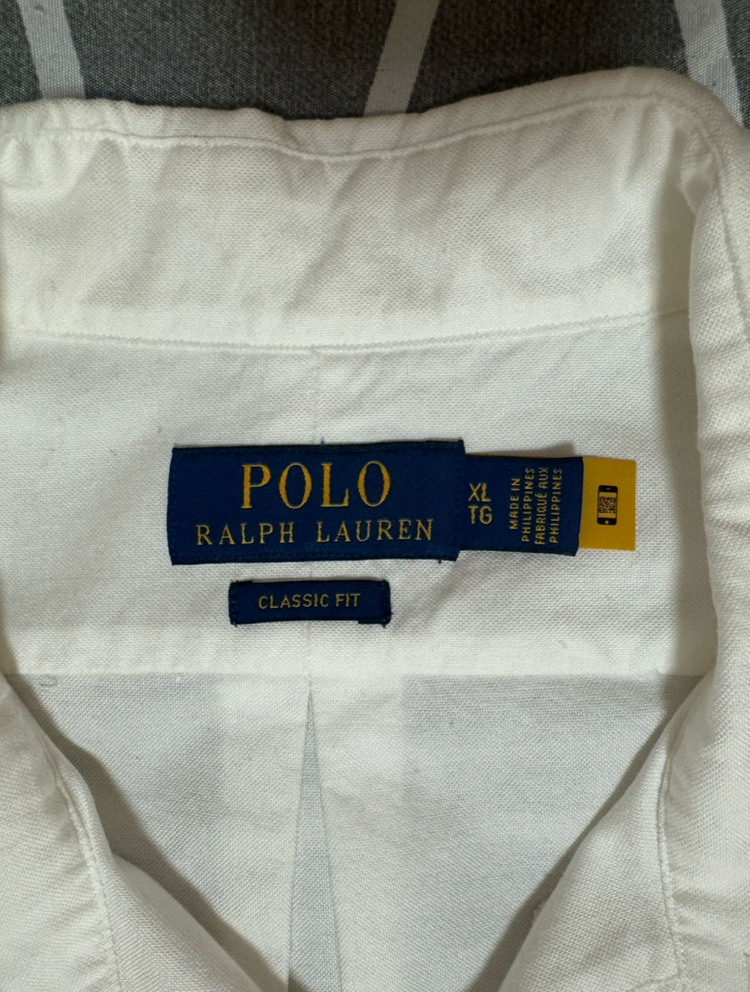 POLO
RALPH LAUREN
XL
TG
MADE IN
PHILIPPINES
FABRIQUÉ AUX
PHILIPPINES
CLASSIC FIT